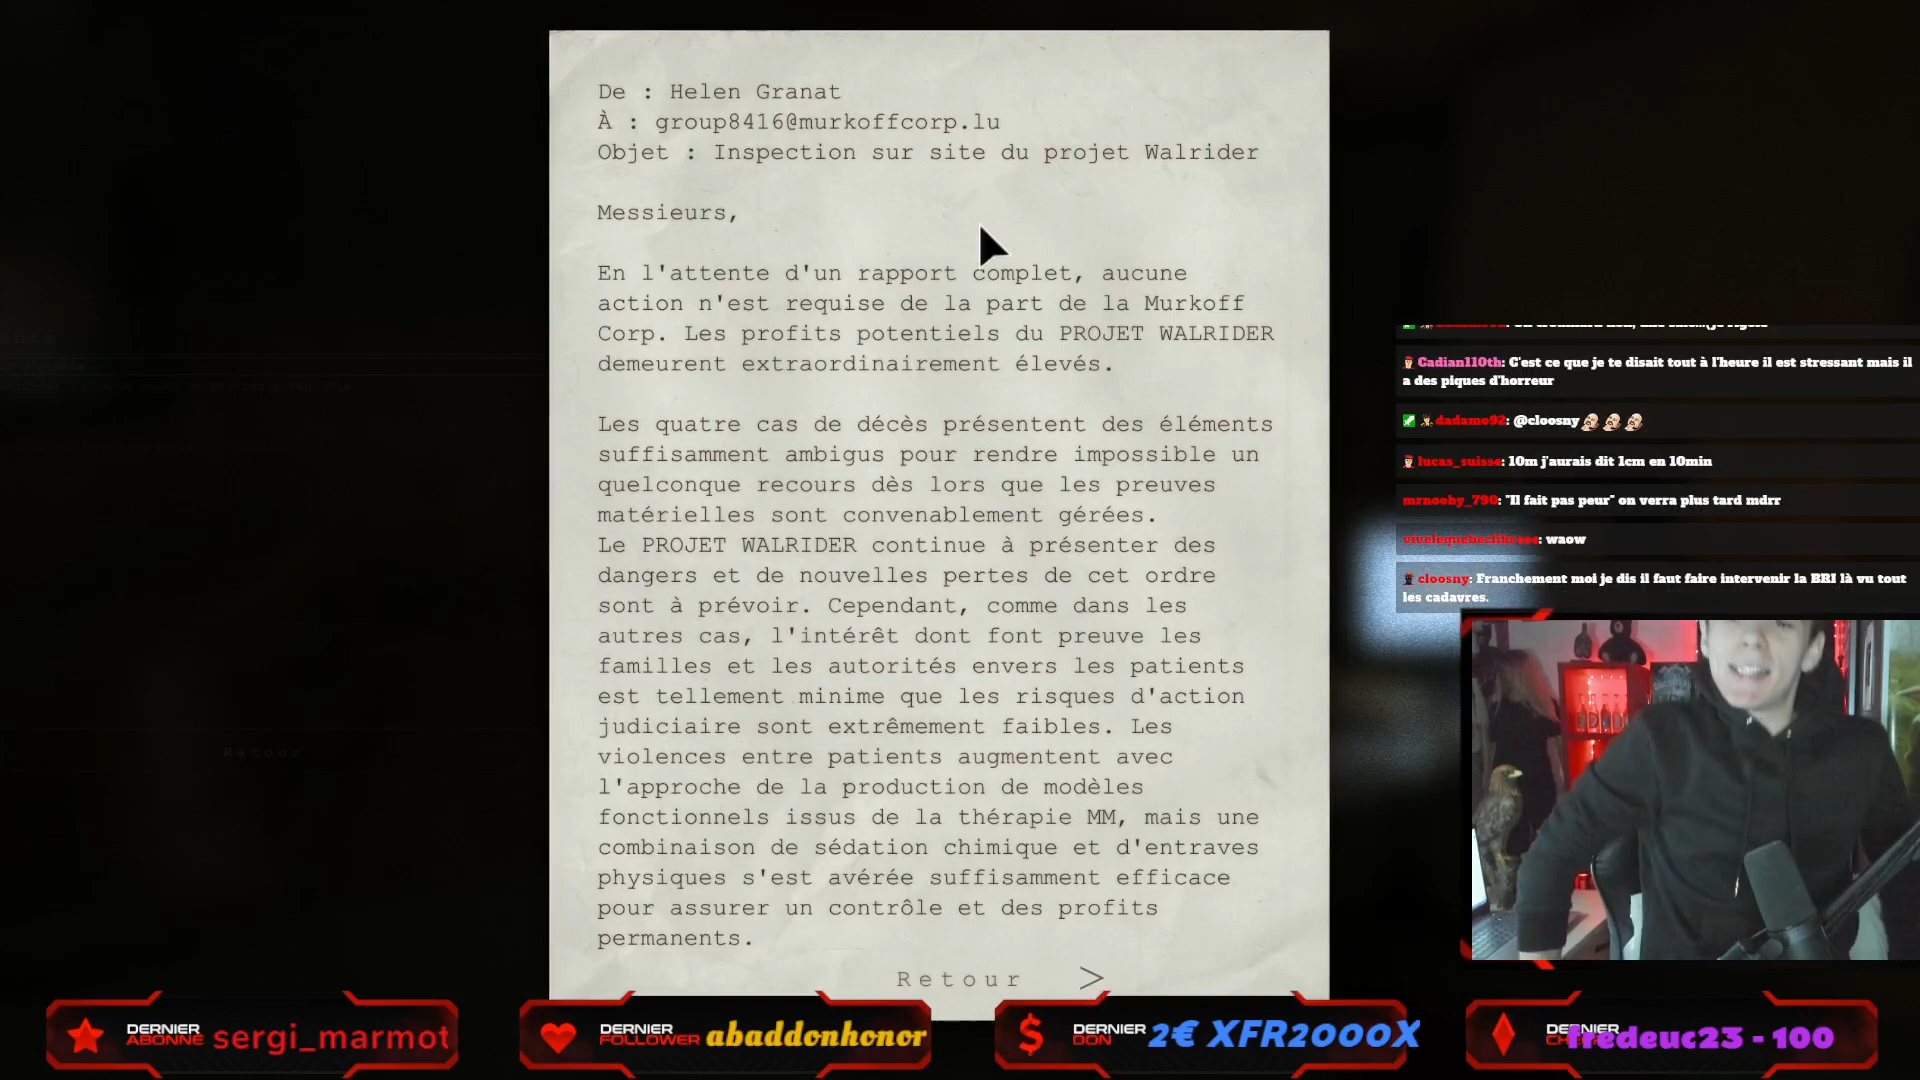 De : Helen Granat
À : group8416@murkoffcorp.lu
Objet : Inspection sur site du projet Walrider
Messieurs,
En l'attente d'un rapport complet, aucune
action n'est requise de la part de la Murkoff
Corp. Les profits potentiels du PROJET WALRIDER
demeurent extraordinairement élevés.
Les quatre cas de décès présentent des éléments
suffisamment ambigus pour rendre impossible un
quelconque recours dès lors que les preuves
matérielles sont convenablement gérées.
Le PROJET WALRIDER continue à présenter des
dangers et de nouvelles pertes de cet ordre
sont à prévoir. Cependant, comme dans les
autres cas, l'intérêt dont font preuve les
familles et les autorités envers les patients
est tellement minime que les risques d'action
judiciaire sont extrêmement faibles. Les
violences entre patients augmentent avec
l'approche de la production de modèles
fonctionnels issus de la thérapie MM, mais une
combinaison de sédation chimique et d'entraves
physiques s'est avérée suffisamment efficace
pour assurer un contrôle et des profits
permanents.
Retour >
Retour
Cadian110th: C'est ce que je te disait tout à l'heure il est stressant mais il
a des piques d'horreur
dadamo92: @cloosny
lucas_suisse: 10m j'aurais dit 1cm en 10min
mrnooby_790: "Il fait pas peur" on verra plus tard mdrr
: waow
cloosny: Franchement moi je dis il faut faire intervenir la BRI là vu tout
les cadavres.
DERNIER
ABONNÉ
sergi_marmot
DERNIER
FOLLOWER
abaddonhonor
DERNIER
DON
2€ XFR2000X
DERNIER
fredeuc23 - 100